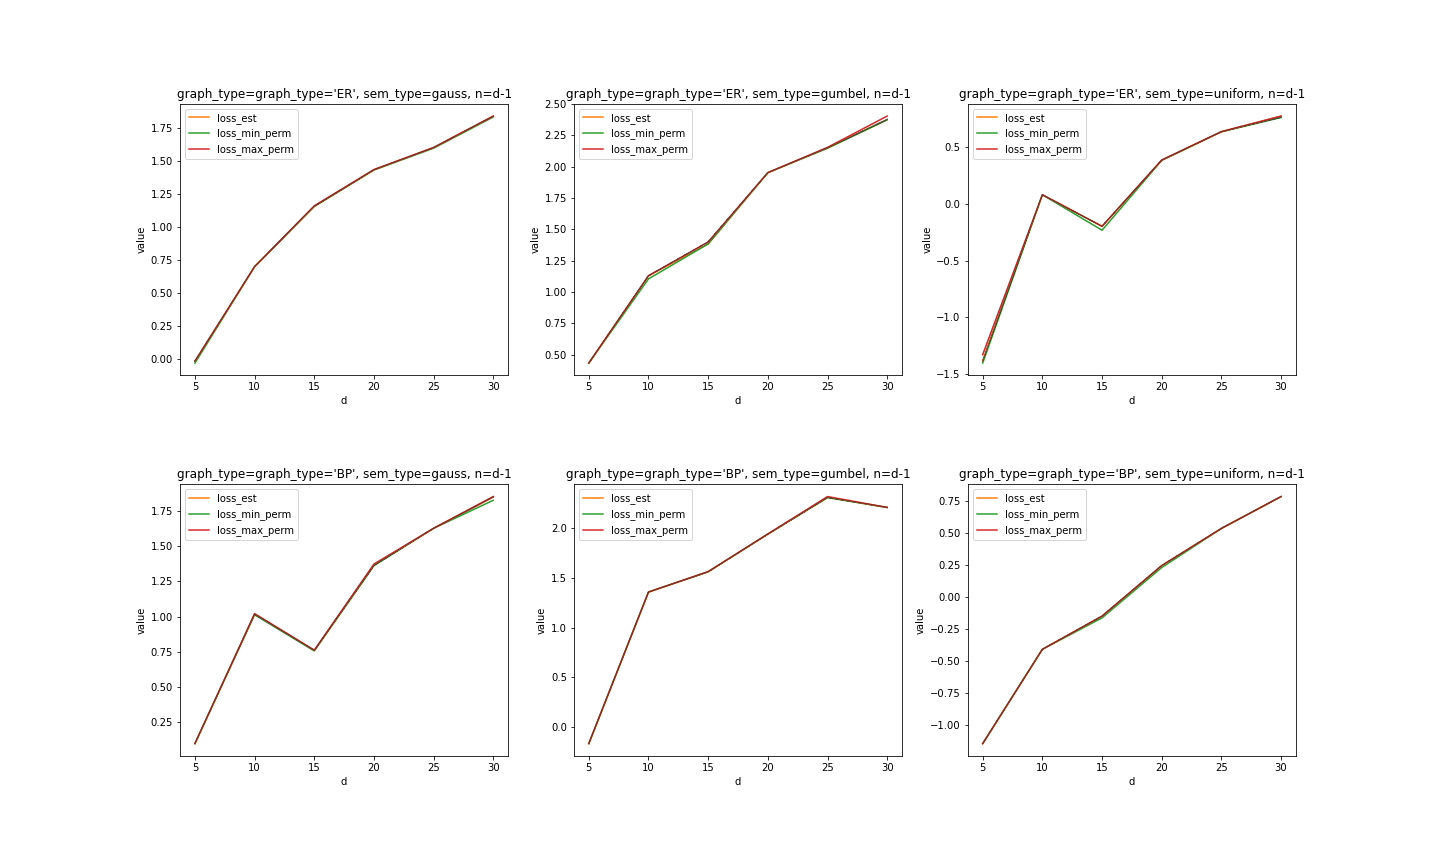 graph_type=graph_type='ER', sem_type=gauss, n=d-1
loss_est
loss_min_perm
loss_max_perm
1.75
1.50
1.25
1.00
0.75
0.50
0.25
0.00
value
5 10 15 20 25 30
d
graph_type=graph_type='ER', sem_type=gumbel, n=d-1
loss_est
loss_min_perm
loss_max_perm
2.50
2.25
2.00
1.75
1.50
1.25
1.00
0.75
0.50
value
5 10 15 20 25 30
d
graph_type=graph_type='ER', sem_type=uniform, n=d-1
loss_est
loss_min_perm
loss_max_perm
0.5
0.0
−0.5
−1.0
−1.5
value
5 10 15 20 25 30
d
graph_type=graph_type='BP', sem_type=gauss, n=d-1
loss_est
loss_min_perm
loss_max_perm
1.75
1.50
1.25
1.00
0.75
0.50
0.25
value
5 10 15 20 25 30
d
graph_type=graph_type='BP', sem_type=gumbel, n=d-1
loss_est
loss_min_perm
loss_max_perm
2.0
1.5
1.0
0.5
0.0
value
5 10 15 20 25 30
d
graph_type=graph_type='BP', sem_type=uniform, n=d-1
loss_est
loss_min_perm
loss_max_perm
0.75
0.50
0.25
0.00
−0.25
−0.50
−0.75
−1.00
value
5 10 15 20 25 30
d